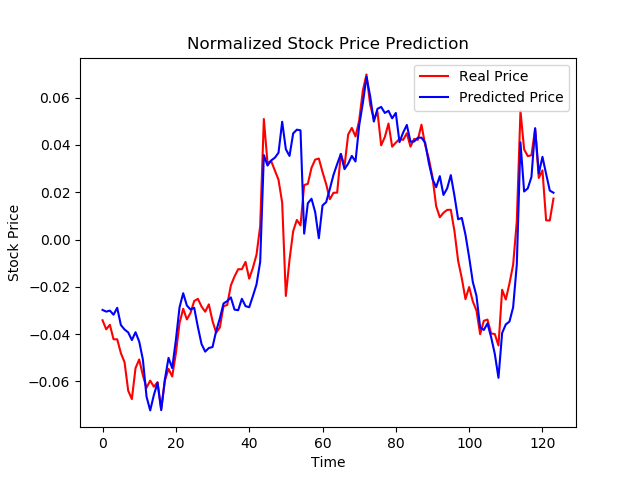 Normalized Stock Price Prediction
Real Price
Predicted Price
0.06
0.04
0.02
0.00
−0.02
−0.04
−0.06
Stock Price
0 20 40 60 80 100 120
Time